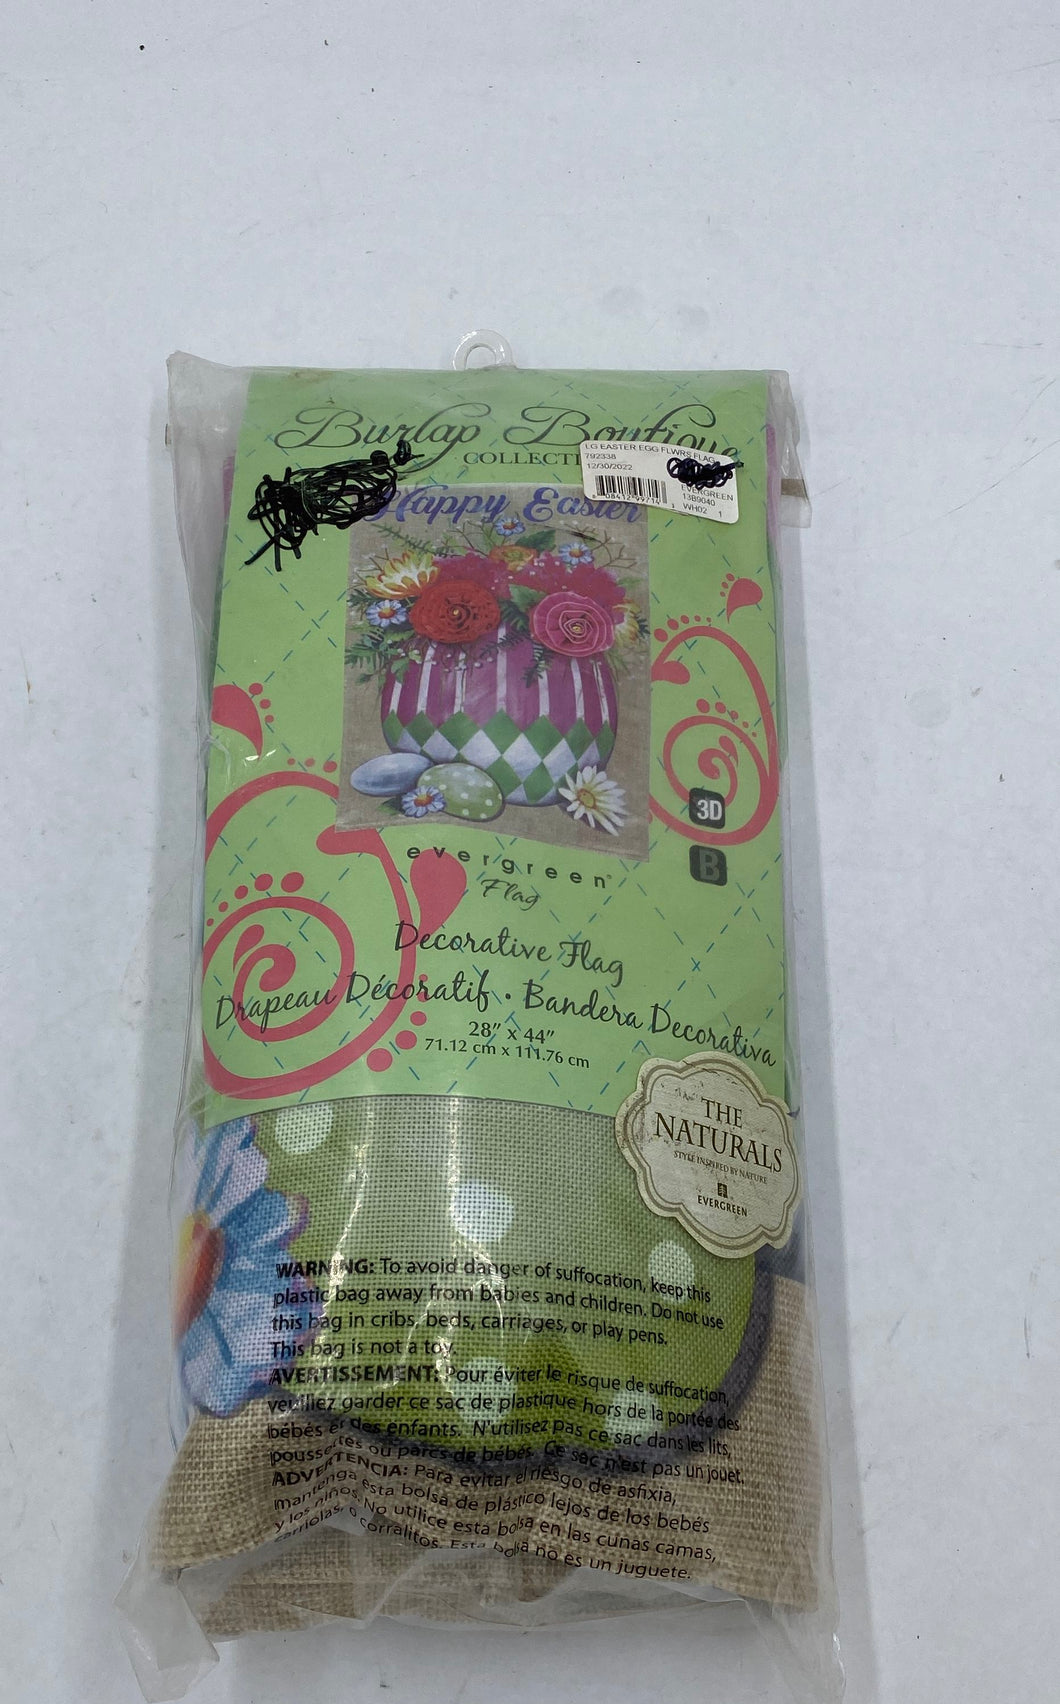 Burlap Boutique
COLLECTI
LG EASTER EGG FLWRS FLAG
792338
12/30/2022
EVERGREEN
13B9040
WH02 1
Happy Easter
3D
B
evergreen
Flag
Decorative Flag
Drapeau Décoratif · Bandera Decorativa
28" x 44"
71.12 cm x 111.76 cm
THE
NATURALS
STYLE INSPIRED BY NATURE
EVERGREEN
WARNING: To avoid danger of suffocation, keep this
plastic bag away from babies and children. Do not use
this bag in cribs, beds, carriages, or play pens.
This bag is not a toy.
AVERTISSEMENT: Pour éviter le risque de suffocation,
veuillez garder ce sac de plastique hors de la portée des
bébés et des enfants. N'utilisez pas ce sac dans les lits,
poussettes ou parcs de bébés. Ce sac n'est pas un jouet.
ADVERTENCIA: Para evitar el riesgo de asfixia,
mantenga esta bolsa de plástico lejos de los bebés
y los niños. No utilice esta bolsa en las cunas camas,
carriolas, o corralitos. Esta bolsa no es un juguete.